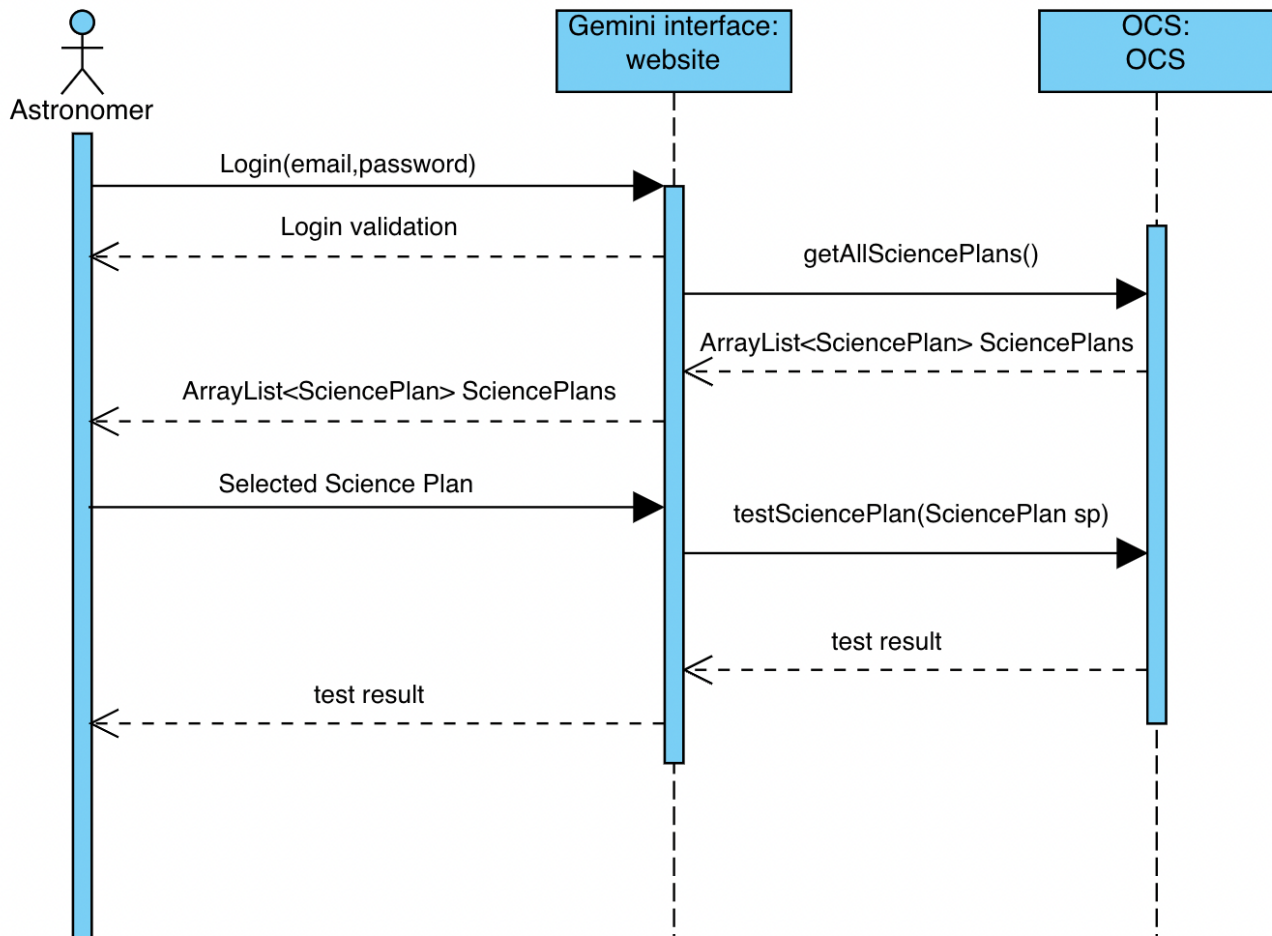 Gemini interface:
website
OCS:
OCS
Astronomer
Login(email,password)
Login validation
getAllSciencePlans()
ArrayList<SciencePlan> SciencePlans
ArrayList<SciencePlan> SciencePlans
Selected Science Plan
testSciencePlan(SciencePlan sp)
test result
test result